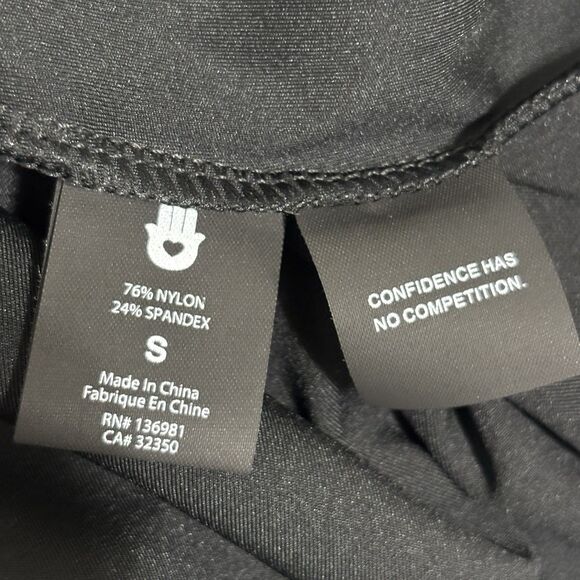 76% NYLON
24% SPANDEX
S
Made In China
Fabrique En Chine
RN# 136981
CA# 32350
CONFIDENCE HAS
NO COMPETITION.